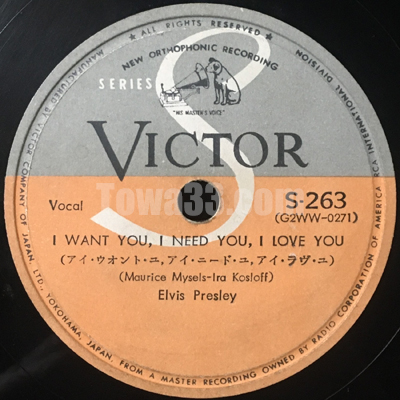 ★ ALL RIGHTS RESERVED ★
NEW ORTHOPHONIC RECORDING
SERIES S
"HIS MASTER'S VOICE"
VICTOR
Towa33.com
Vocal
S-263
(G2WW-0271)
I WANT YOU, I NEED YOU, I LOVE YOU
(アイ・ウオント・ユ,アイ・ニード・ユ,アイ・ラヴ・ユ)
(Maurice Mysels-Ira Kosloff)
Elvis Presley
MANUFACTURED BY VICTOR COMPANY OF JAPAN, LTD., YOKOHAMA, JAPAN, FROM A MASTER RECORDING OWNED BY RADIO CORPORATION OF AMERICA RCA INTERNATIONAL DIVISION